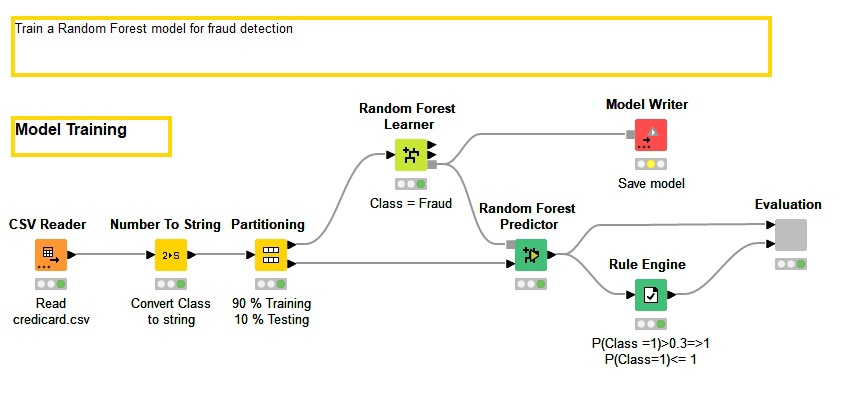 Train a Random Forest model for fraud detection
Model Training
Random Forest
Learner
Class = Fraud
Model Writer
Save model
CSV Reader
Read
credicard.csv
Number To String
2▸S
Convert Class
to string
Partitioning
90 % Training
10 % Testing
Random Forest
Predictor
Rule Engine
P(Class =1)>0.3=>1
P(Class=1)<= 1
Evaluation